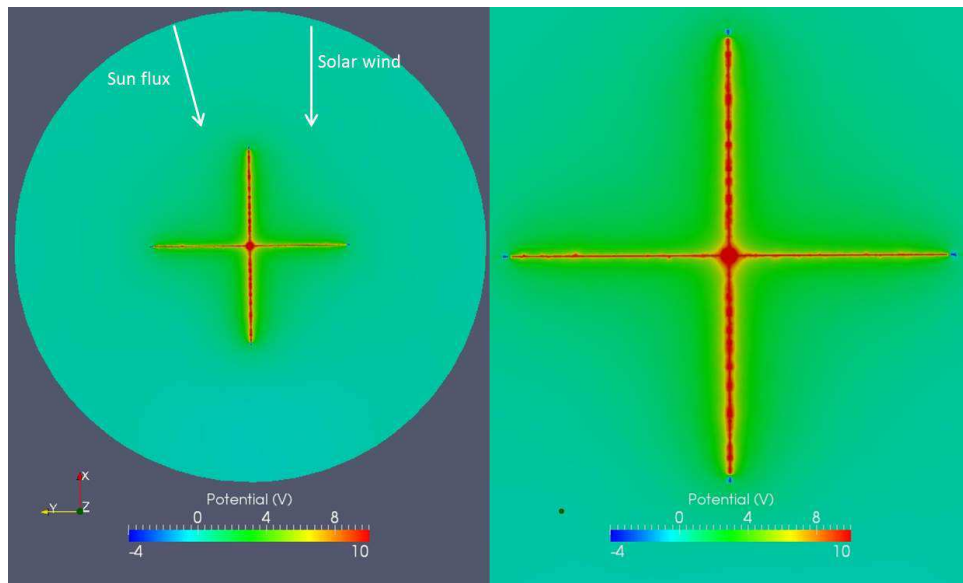 Sun flux
Solar wind
X
Y
Z
Potential (V)
0 4 8
-4 10
Potential (V)
0 4 8
-4 10